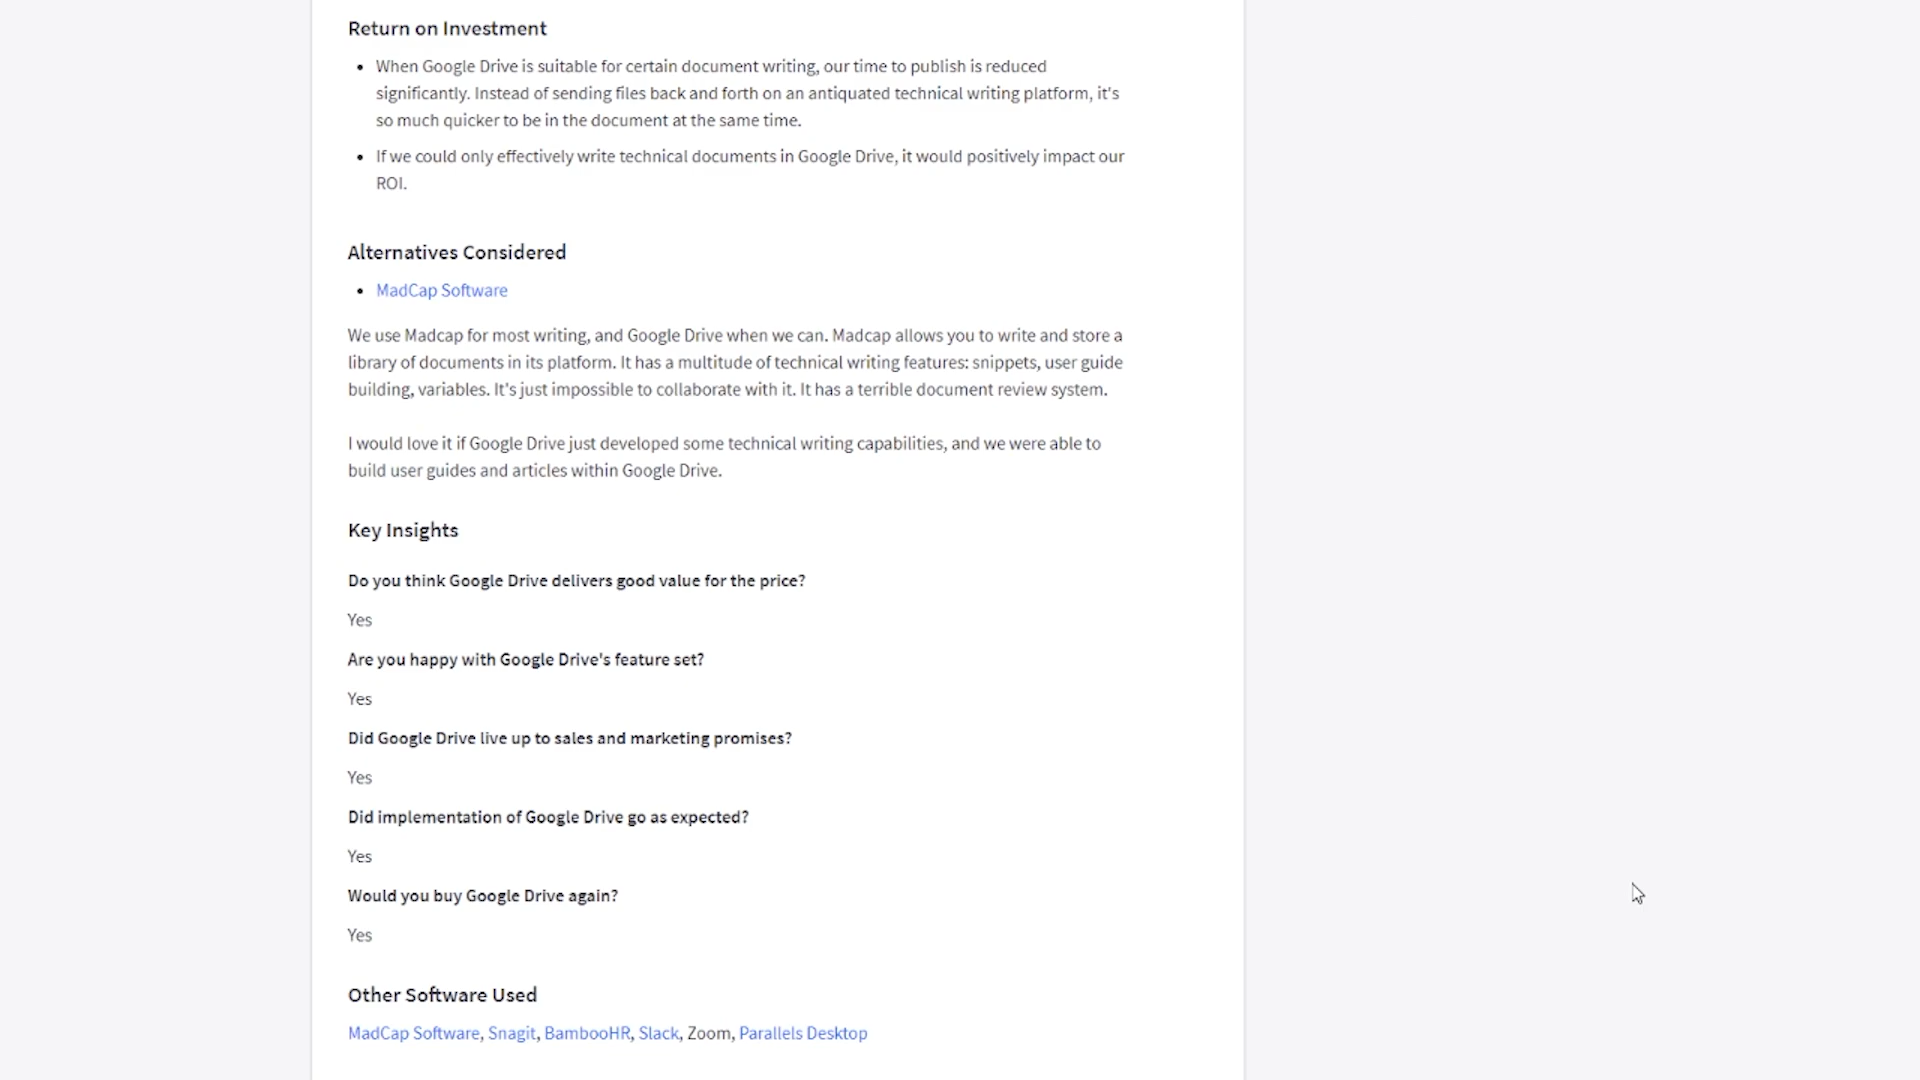 Return on Investment
When Google Drive is suitable for certain document writing, our time to publish is reduced
significantly. Instead of sending files back and forth on an antiquated technical writing platform, it's
so much quicker to be in the document at the same time.
If we could only effectively write technical documents in Google Drive, it would positively impact our
ROI.
Alternatives Considered
MadCap Software
We use Madcap for most writing, and Google Drive when we can. Madcap allows you to write and store a
library of documents in its platform. It has a multitude of technical writing features: snippets, user guide
building, variables. It's just impossible to collaborate with it. It has a terrible document review system.
I would love it if Google Drive just developed some technical writing capabilities, and we were able to
build user guides and articles within Google Drive.
Key Insights
Do you think Google Drive delivers good value for the price?
Yes
Are you happy with Google Drive's feature set?
Yes
Did Google Drive live up to sales and marketing promises?
Yes
Did implementation of Google Drive go as expected?
Yes
Would you buy Google Drive again?
Yes
Other Software Used
MadCap Software, Snagit, BambooHR, Slack, Zoom, Parallels Desktop